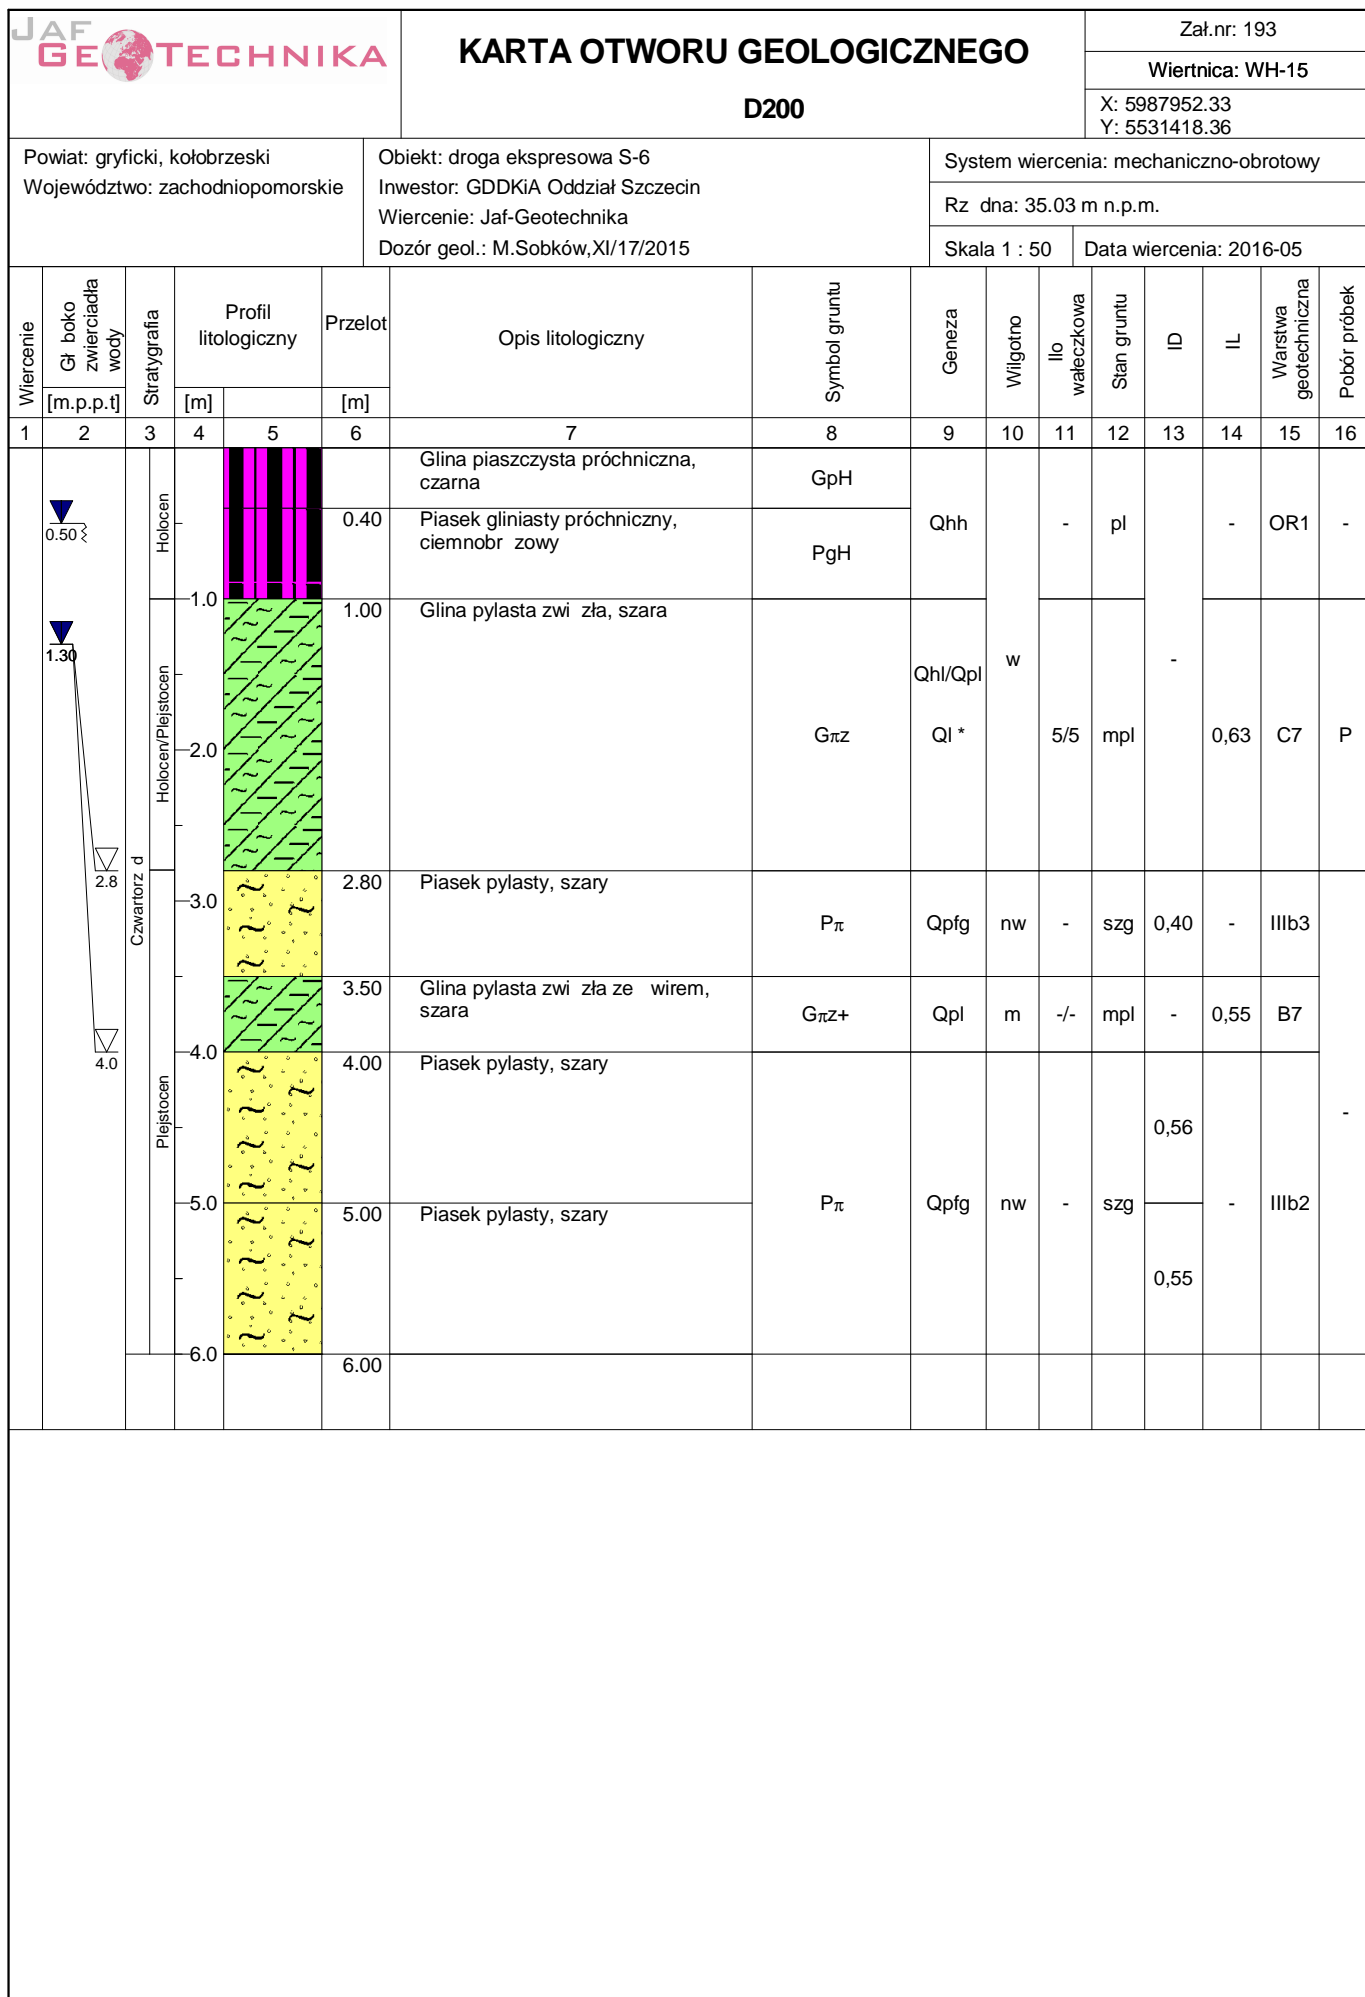 JAF
GEOTECHNIKA
KARTA OTWORU GEOLOGICZNEGO
D200
Zał.nr: 193
Wiertnica: WH-15
X: 5987952.33
Y: 5531418.36
Powiat: gryficki, kołobrzeski
Województwo: zachodniopomorskie
Obiekt: droga ekspresowa S-6
Inwestor: GDDKiA Oddział Szczecin
Wiercenie: Jaf-Geotechnika
Dozór geol.: M.Sobków,XI/17/2015
System wiercenia: mechaniczno-obrotowy
Rz dna: 35.03 m n.p.m.
Skala 1 : 50
Data wiercenia: 2016-05
Wiercenie
Gł boko
zwierciadła
wody
[m.p.p.t]
Stratygrafia
Profil
litologiczny
[m]
Przelot
[m]
Opis litologiczny
Symbol gruntu
Geneza
Wilgotno
Ilo
wałeczkowa
Stan gruntu
ID
IL
Warstwa
geotechniczna
Pobór próbek
1 2 3 4 5 6 7 8 9 10 11 12 13 14 15 16
Glina piaszczysta próchniczna,
czarna
GpH
Holocen
0.50
0.40
Piasek gliniasty próchniczny,
ciemnobr zowy
PgH
Qhh
-
pl
-
OR1
-
1.0
1.00
Glina pylasta zwi zła, szara
1.30
w
-
Holocen/Plejstocen
Qhl/Qpl
Ql *
2.0
Gπz
5/5
mpl
0,63
C7
P
Czwartorz d
2.8
2.80
Piasek pylasty, szary
3.0
Pπ
Qpfg
nw
-
szg
0,40
-
IIIb3
3.50
Glina pylasta zwi zła ze wirem,
szara
Gπz+
Qpl
m
-/-
mpl
-
0,55
B7
4.0
4.0
4.00
Piasek pylasty, szary
Plejstocen
0,56
-
5.0
5.00
Piasek pylasty, szary
Pπ
Qpfg
nw
-
szg
-
IIIb2
0,55
6.0
6.00